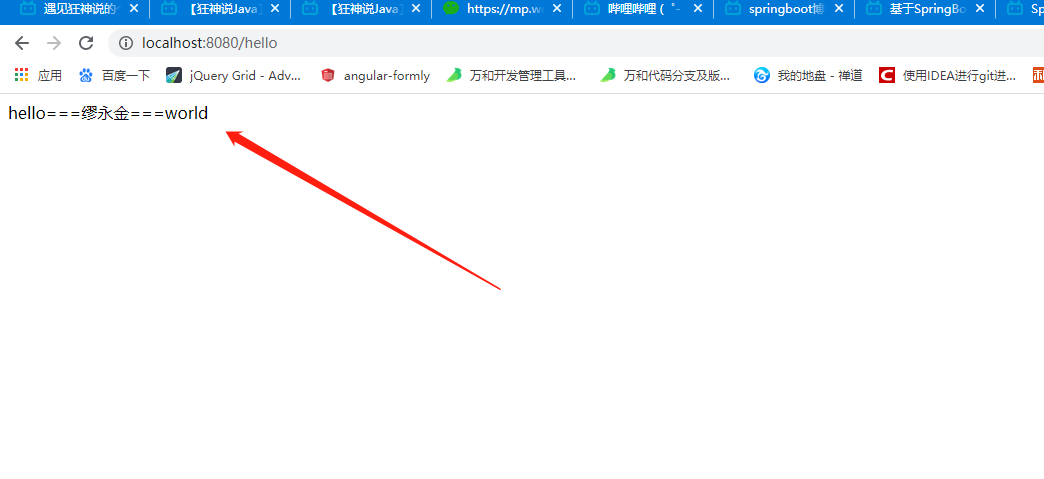 遇见狂神说的个 【狂神说Java】 【狂神说Java】 https://mp.we 哔哩哔哩 ( ゜- springboot博 基于SpringBo Sp
localhost:8080/hello
应用 百度一下 jQuery Grid - Adv... angular-formly 万和开发管理工具... 万和代码分支及版... 我的地盘 - 禅道 使用IDEA进行git进...
hello===缪永金===world